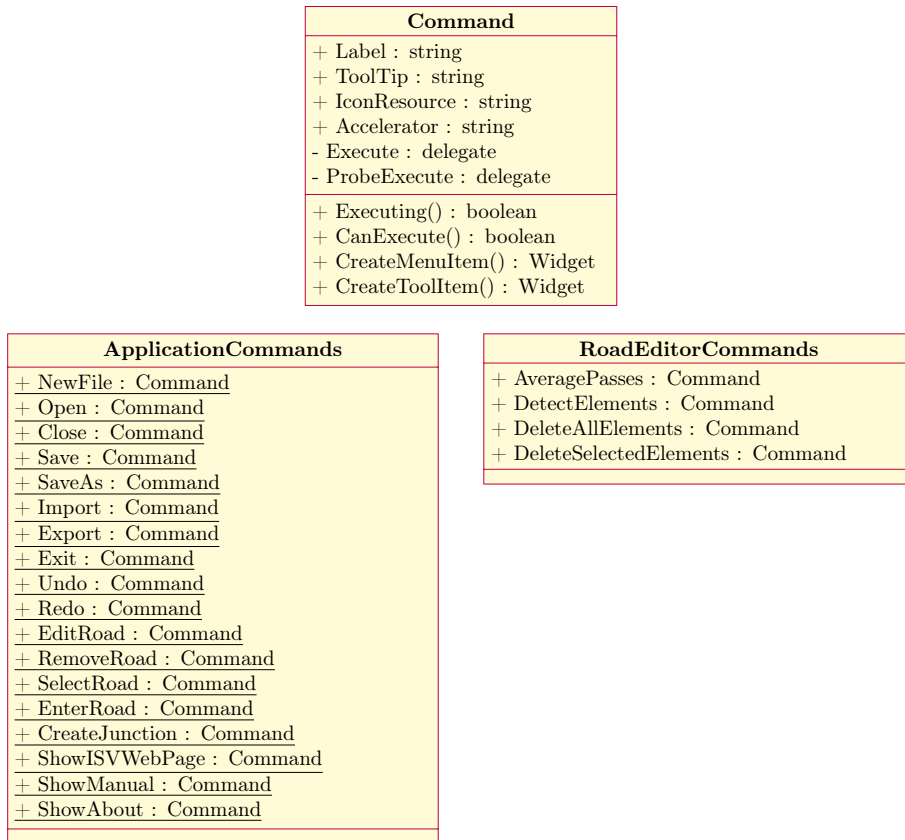 Command
+ Label : string
+ ToolTip : string
+ IconResource : string
+ Accelerator : string
- Execute : delegate
- ProbeExecute : delegate
+ Executing() : boolean
+ CanExecute() : boolean
+ CreateMenuItem() : Widget
+ CreateToolItem() : Widget
ApplicationCommands
+ NewFile : Command
+ Open : Command
+ Close : Command
+ Save : Command
+ SaveAs : Command
+ Import : Command
+ Export : Command
+ Exit : Command
+ Undo : Command
+ Redo : Command
+ EditRoad : Command
+ RemoveRoad : Command
+ SelectRoad : Command
+ EnterRoad : Command
+ CreateJunction : Command
+ ShowISVWebPage : Command
+ ShowManual : Command
+ ShowAbout : Command
RoadEditorCommands
+ AveragePasses : Command
+ DetectElements : Command
+ DeleteAllElements : Command
+ DeleteSelectedElements : Command